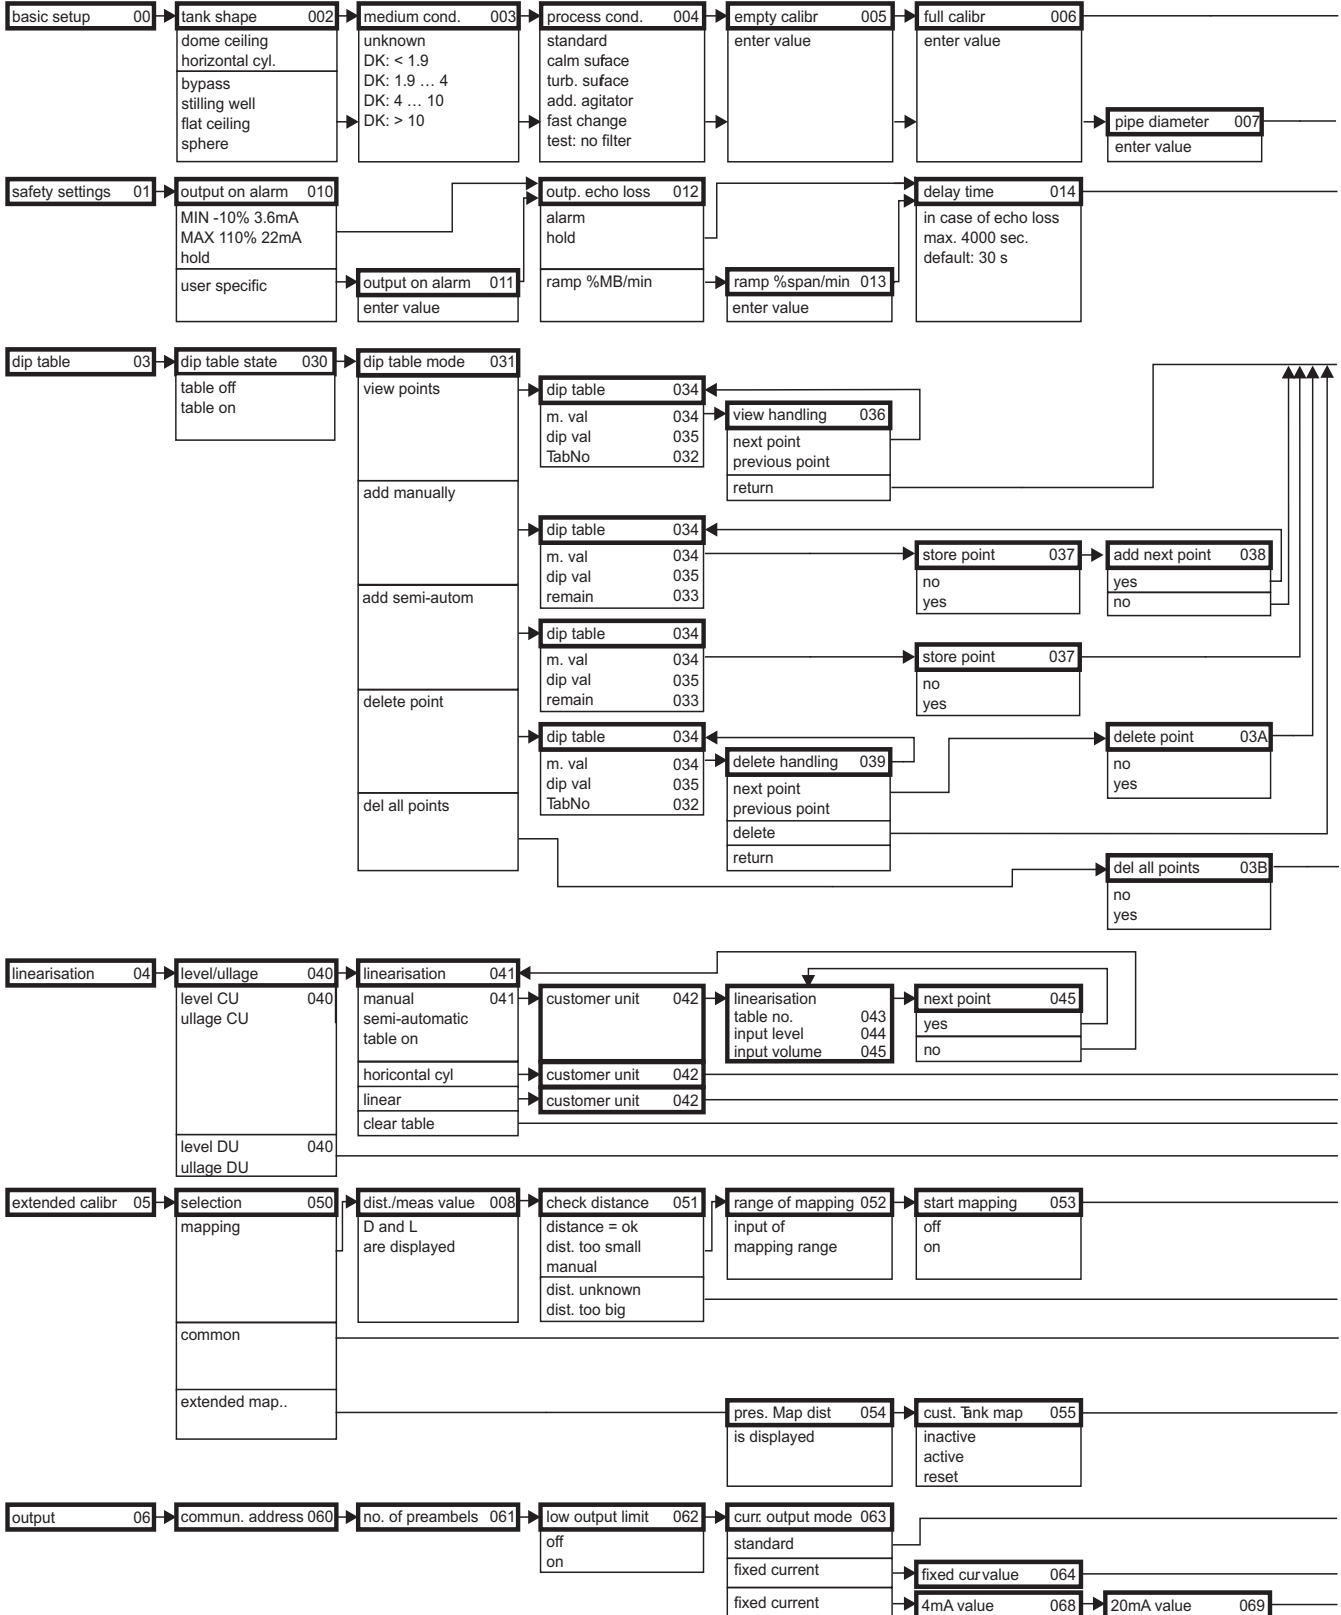 basic setup 00
tank shape 002
medium cond. 003
process cond. 004
empty calibr 005
full calibr 006
dome ceiling
horizontal cyl.
bypass
stilling well
flat ceiling
sphere
unknown
DK: < 1.9
DK: 1.9 … 4
DK: 4 … 10
DK: > 10
standard
calm suface
turb. suface
add. agitator
fast change
test: no filter
enter value
enter value
pipe diameter 007
enter value
safety settings 01
output on alarm 010
MIN -10% 3.6mA
MAX 110% 22mA
hold
user specific
output on alarm 011
enter value
outp. echo loss 012
alarm
hold
ramp %MB/min
ramp %span/min 013
enter value
delay time 014
in case of echo loss
max. 4000 sec.
default: 30 s
dip table 03
dip table state 030
table off
table on
dip table mode 031
view points
add manually
add semi-autom
delete point
del all points
dip table 034
m. val 034
dip val 035
TabNo 032
view handling 036
next point
previous point
return
dip table 034
m. val 034
dip val 035
remain 033
store point 037
no
yes
add next point 038
yes
no
dip table 034
m. val 034
dip val 035
remain 033
store point 037
no
yes
dip table 034
m. val 034
dip val 035
TabNo 032
delete handling 039
next point
previous point
delete
return
delete point 03A
no
yes
del all points 03B
no
yes
linearisation 04
level/ullage 040
level CU 040
ullage CU
level DU 040
ullage DU
linearisation 041
manual 041
semi-automatic
table on
horicontal cyl
linear
clear table
customer unit 042
customer unit 042
customer unit 042
linearisation
table no. 043
input level 044
input volume 045
next point 045
yes
no
extended calibr 05
selection 050
mapping
common
extended map..
dist./meas value 008
D and L
are displayed
check distance 051
distance = ok
dist. too small
manual
dist. unknown
dist. too big
range of mapping 052
input of
mapping range
start mapping 053
off
on
pres. Map dist 054
is displayed
cust. Tank map 055
inactive
active
reset
output 06
commun. address 060
no. of preambels 061
low output limit 062
off
on
curr. output mode 063
standard
fixed current
fixed current
fixed curvalue 064
4mA value 068
20mA value 069